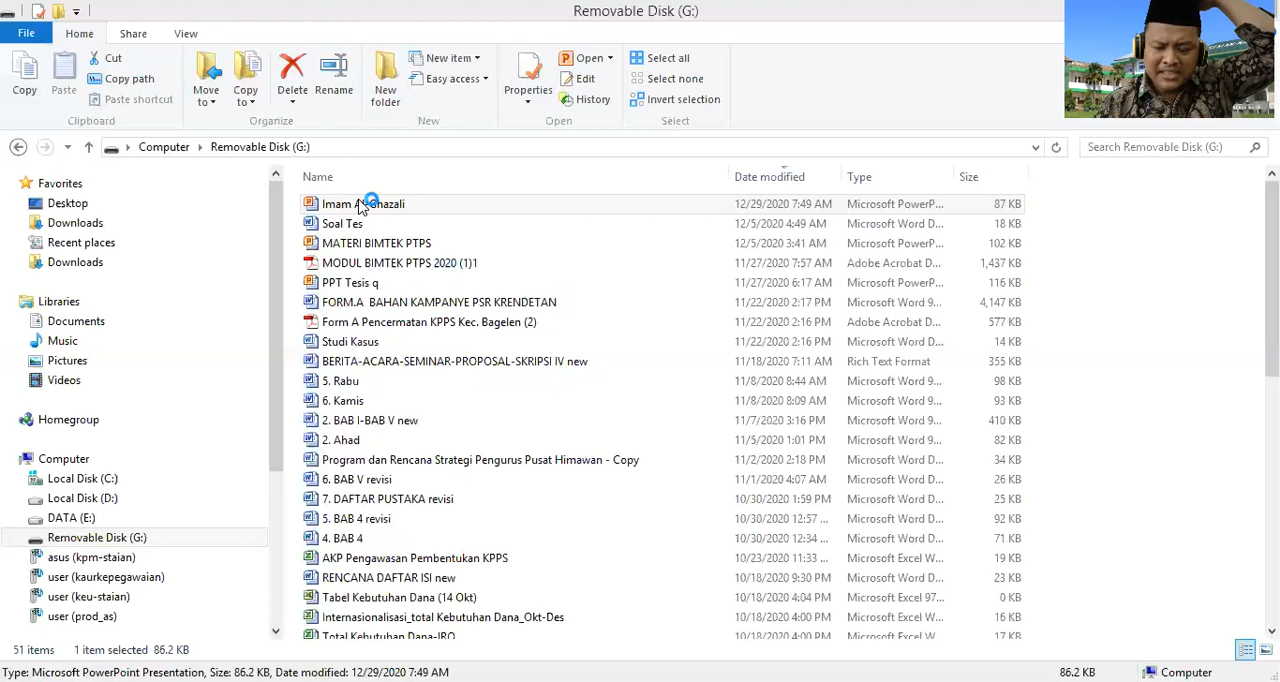 Removable Disk (G:)
File Home Share View
Copy
Paste
Cut
Copy path
Paste shortcut
Clipboard
Move to
Copy to
Delete
Rename
Organize
New folder
New item
Easy access
New
Properties
Open
Edit
History
Open
Select all
Select none
Invert selection
Select
Computer Removable Disk (G:)
Search Removable Disk (G:)
Favorites
Desktop
Downloads
Recent places
Downloads
Libraries
Documents
Music
Pictures
Videos
Homegroup
Computer
Local Disk (C:)
Local Disk (D:)
DATA (E:)
Removable Disk (G:)
asus (kpm-staian)
user (kaurkepegawaian)
user (keu-staian)
user (prod_as)
Name Date modified Type Size
Imam 12/29/2020 7:49 AM Microsoft PowerP... 87 KB
Soal Tes 12/5/2020 4:49 AM Microsoft Word D... 18 KB
MATERI BIMTEK PTPS 12/5/2020 3:41 AM Microsoft PowerP... 102 KB
MODUL BIMTEK PTPS 2020 (1)1 11/27/2020 7:57 AM Adobe Acrobat D... 1,437 KB
PPT Tesis q 11/27/2020 6:17 AM Microsoft PowerP... 116 KB
FORM.A BAHAN KAMPANYE PSR KRENDETAN 11/22/2020 2:17 PM Microsoft Word 9... 4,147 KB
Form A Pencermatan KPPS Kec. Bagelen (2) 11/22/2020 2:16 PM Adobe Acrobat D... 577 KB
Studi Kasus 11/22/2020 2:16 PM Microsoft Word D... 14 KB
BERITA-ACARA-SEMINAR-PROPOSAL-SKRIPSI IV new 11/18/2020 7:11 AM Rich Text Format 355 KB
5. Rabu 11/8/2020 8:44 AM Microsoft Word 9... 98 KB
6. Kamis 11/8/2020 8:09 AM Microsoft Word 9... 93 KB
2. BAB I-BAB V new 11/7/2020 3:16 PM Microsoft Word 9... 410 KB
2. Ahad 11/5/2020 1:01 PM Microsoft Word 9... 82 KB
Program dan Rencana Strategi Pengurus Pusat Himawan - Copy 11/2/2020 2:18 PM Microsoft Word D... 34 KB
6. BAB V revisi 11/1/2020 4:07 AM Microsoft Word D... 26 KB
7. DAFTAR PUSTAKA revisi 10/30/2020 1:59 PM Microsoft Word D... 25 KB
5. BAB 4 revisi 10/30/2020 12:57 ... Microsoft Word D... 92 KB
4. BAB 4 10/30/2020 12:34 ... Microsoft Word D... 71 KB
AKP Pengawasan Pembentukan KPPS 10/23/2020 11:33 ... Microsoft Excel W... 19 KB
RENCANA DAFTAR ISI new 10/18/2020 9:30 PM Microsoft Word D... 23 KB
Tabel Kebutuhan Dana (14 Okt) 10/18/2020 4:04 PM Microsoft Excel 97... 0 KB
Internasionalisasi_total Kebutuhan Dana_Okt-Des 10/18/2020 4:00 PM Microsoft Excel W... 16 KB
Total Kebutuhan Dana-IRO 10/18/2020 4:00 PM Microsoft Excel W... 17 KB
51 items 1 item selected 86.2 KB
Type: Microsoft PowerPoint Presentation, Size: 86.2 KB, Date modified: 12/29/2020 7:49 AM 86.2 KB Computer